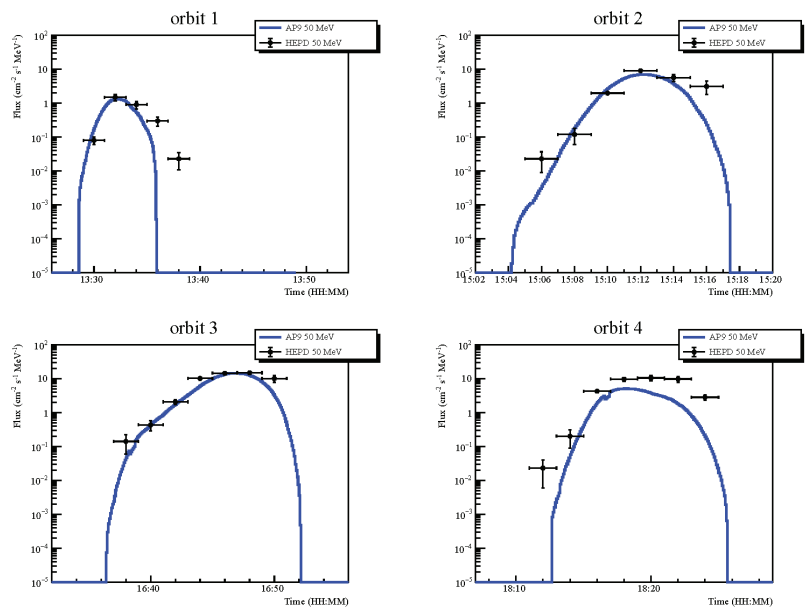 orbit 1
AP9 50 MeV
HEPD 50 MeV
Flux (cm⁻² s⁻¹ MeV⁻¹)
10²
10
1
10⁻¹
10⁻²
10⁻³
10⁻⁴
10⁻⁵
13:30 13:40 13:50
Time (HH:MM)
orbit 2
AP9 50 MeV
HEPD 50 MeV
Flux (cm⁻² s⁻¹ MeV⁻¹)
10²
10
1
10⁻¹
10⁻²
10⁻³
10⁻⁴
10⁻⁵
15:02 15:04 15:06 15:08 15:10 15:12 15:14 15:16 15:18 15:20
Time (HH:MM)
orbit 3
AP9 50 MeV
HEPD 50 MeV
Flux (cm⁻² s⁻¹ MeV⁻¹)
10²
10
1
10⁻¹
10⁻²
10⁻³
10⁻⁴
10⁻⁵
16:40 16:50
Time (HH:MM)
orbit 4
AP9 50 MeV
HEPD 50 MeV
Flux (cm⁻² s⁻¹ MeV⁻¹)
10²
10
1
10⁻¹
10⁻²
10⁻³
10⁻⁴
10⁻⁵
18:10 18:20
Time (HH:MM)